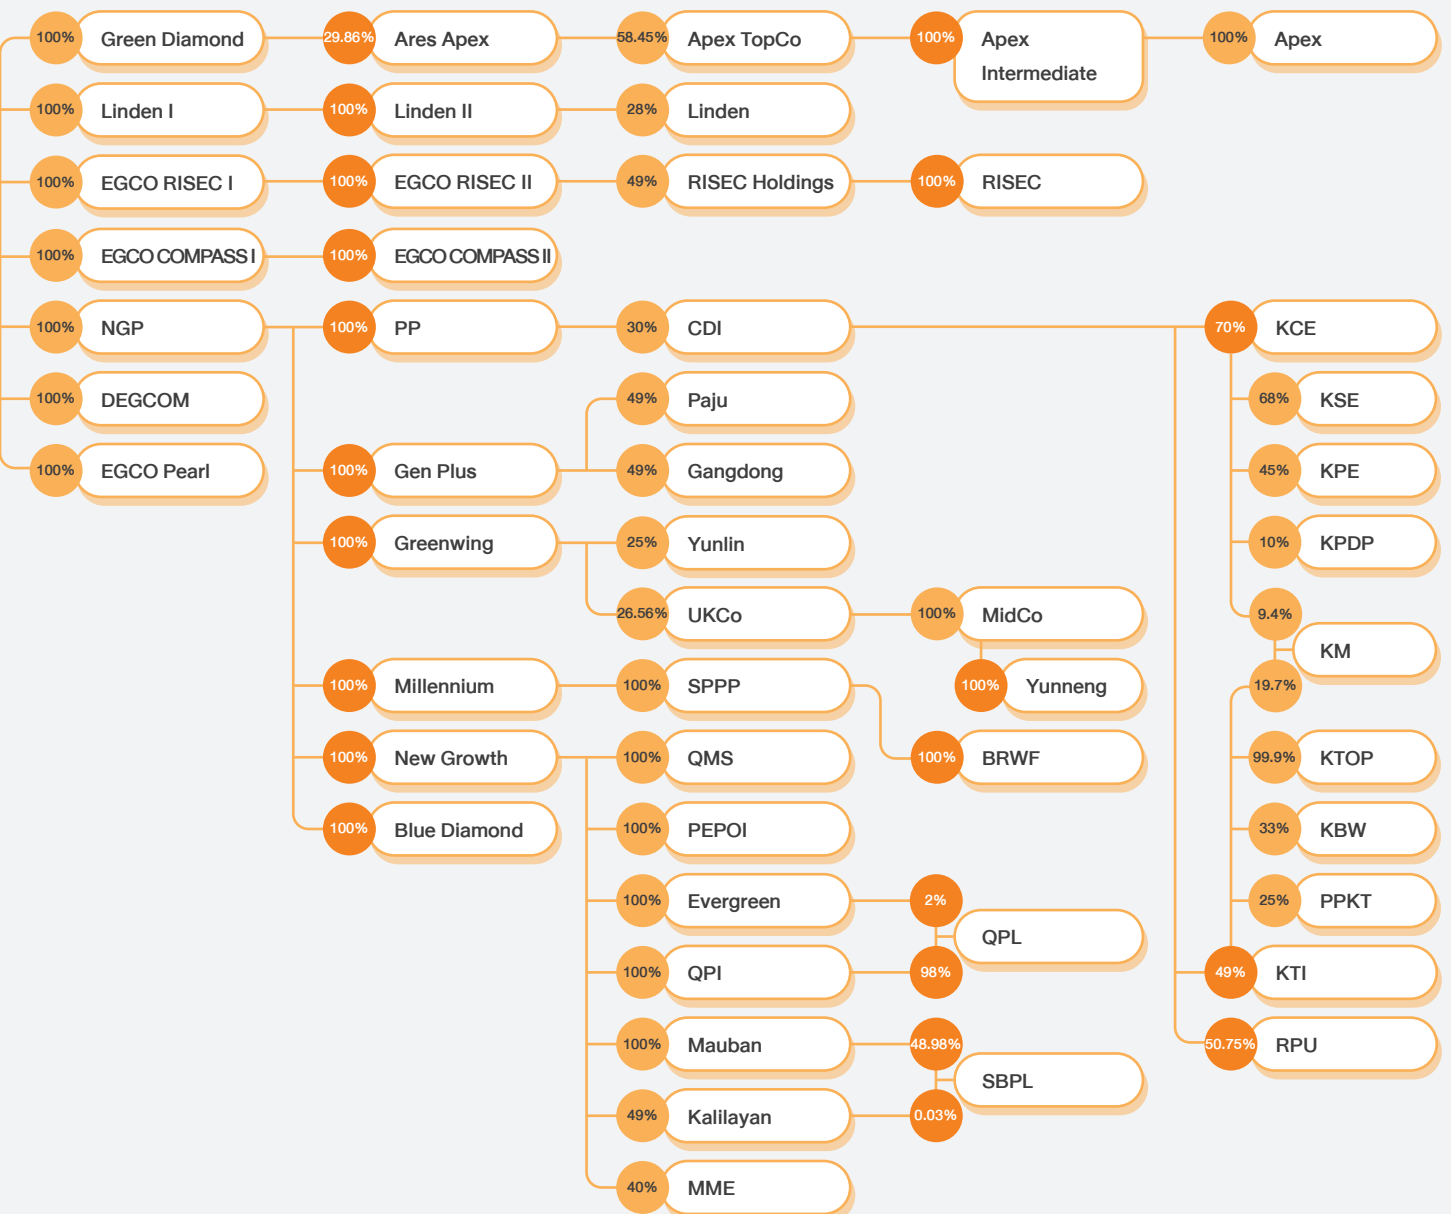 100% Green Diamond 29.86% Ares Apex 58.45% Apex TopCo 100% Apex 100% Apex
Intermediate
100% Linden I 100% Linden II 28% Linden
100% EGCO RISEC I 100% EGCO RISEC II 49% RISEC Holdings 100% RISEC
100% EGCO COMPASS I 100% EGCO COMPASS II
100% NGP 100% PP 30% CDI 70% KCE
100% DEGCOM 49% Paju 68% KSE
100% EGCO Pearl 100% Gen Plus 49% Gangdong 45% KPE
100% Greenwing 25% Yunlin 10% KPDP
26.56% UKCo 100% MidCo 9.4%
KM
100% Millennium 100% SPPP 100% Yunneng 19.7%
100% New Growth 100% QMS 100% BRWF 99.9% KTOP
100% Blue Diamond 100% PEPOI 33% KBW
100% Evergreen 2% 25% PPKT
QPL
100% QPI 98% 49% KTI
100% Mauban 48.98% 50.75% RPU
SBPL
49% Kalilayan 0.03%
40% MME